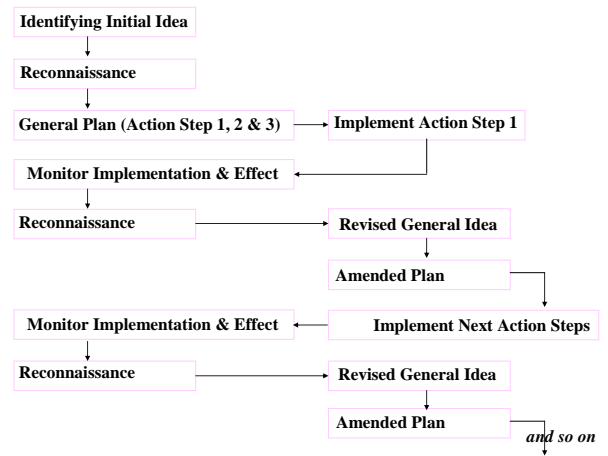 Identifying Initial Idea
Reconnaissance
General Plan (Action Step 1, 2 & 3)
Implement Action Step 1
Monitor Implementation & Effect
Reconnaissance
Revised General Idea
Amended Plan
Monitor Implementation & Effect
Implement Next Action Steps
Reconnaissance
Revised General Idea
Amended Plan
and so on